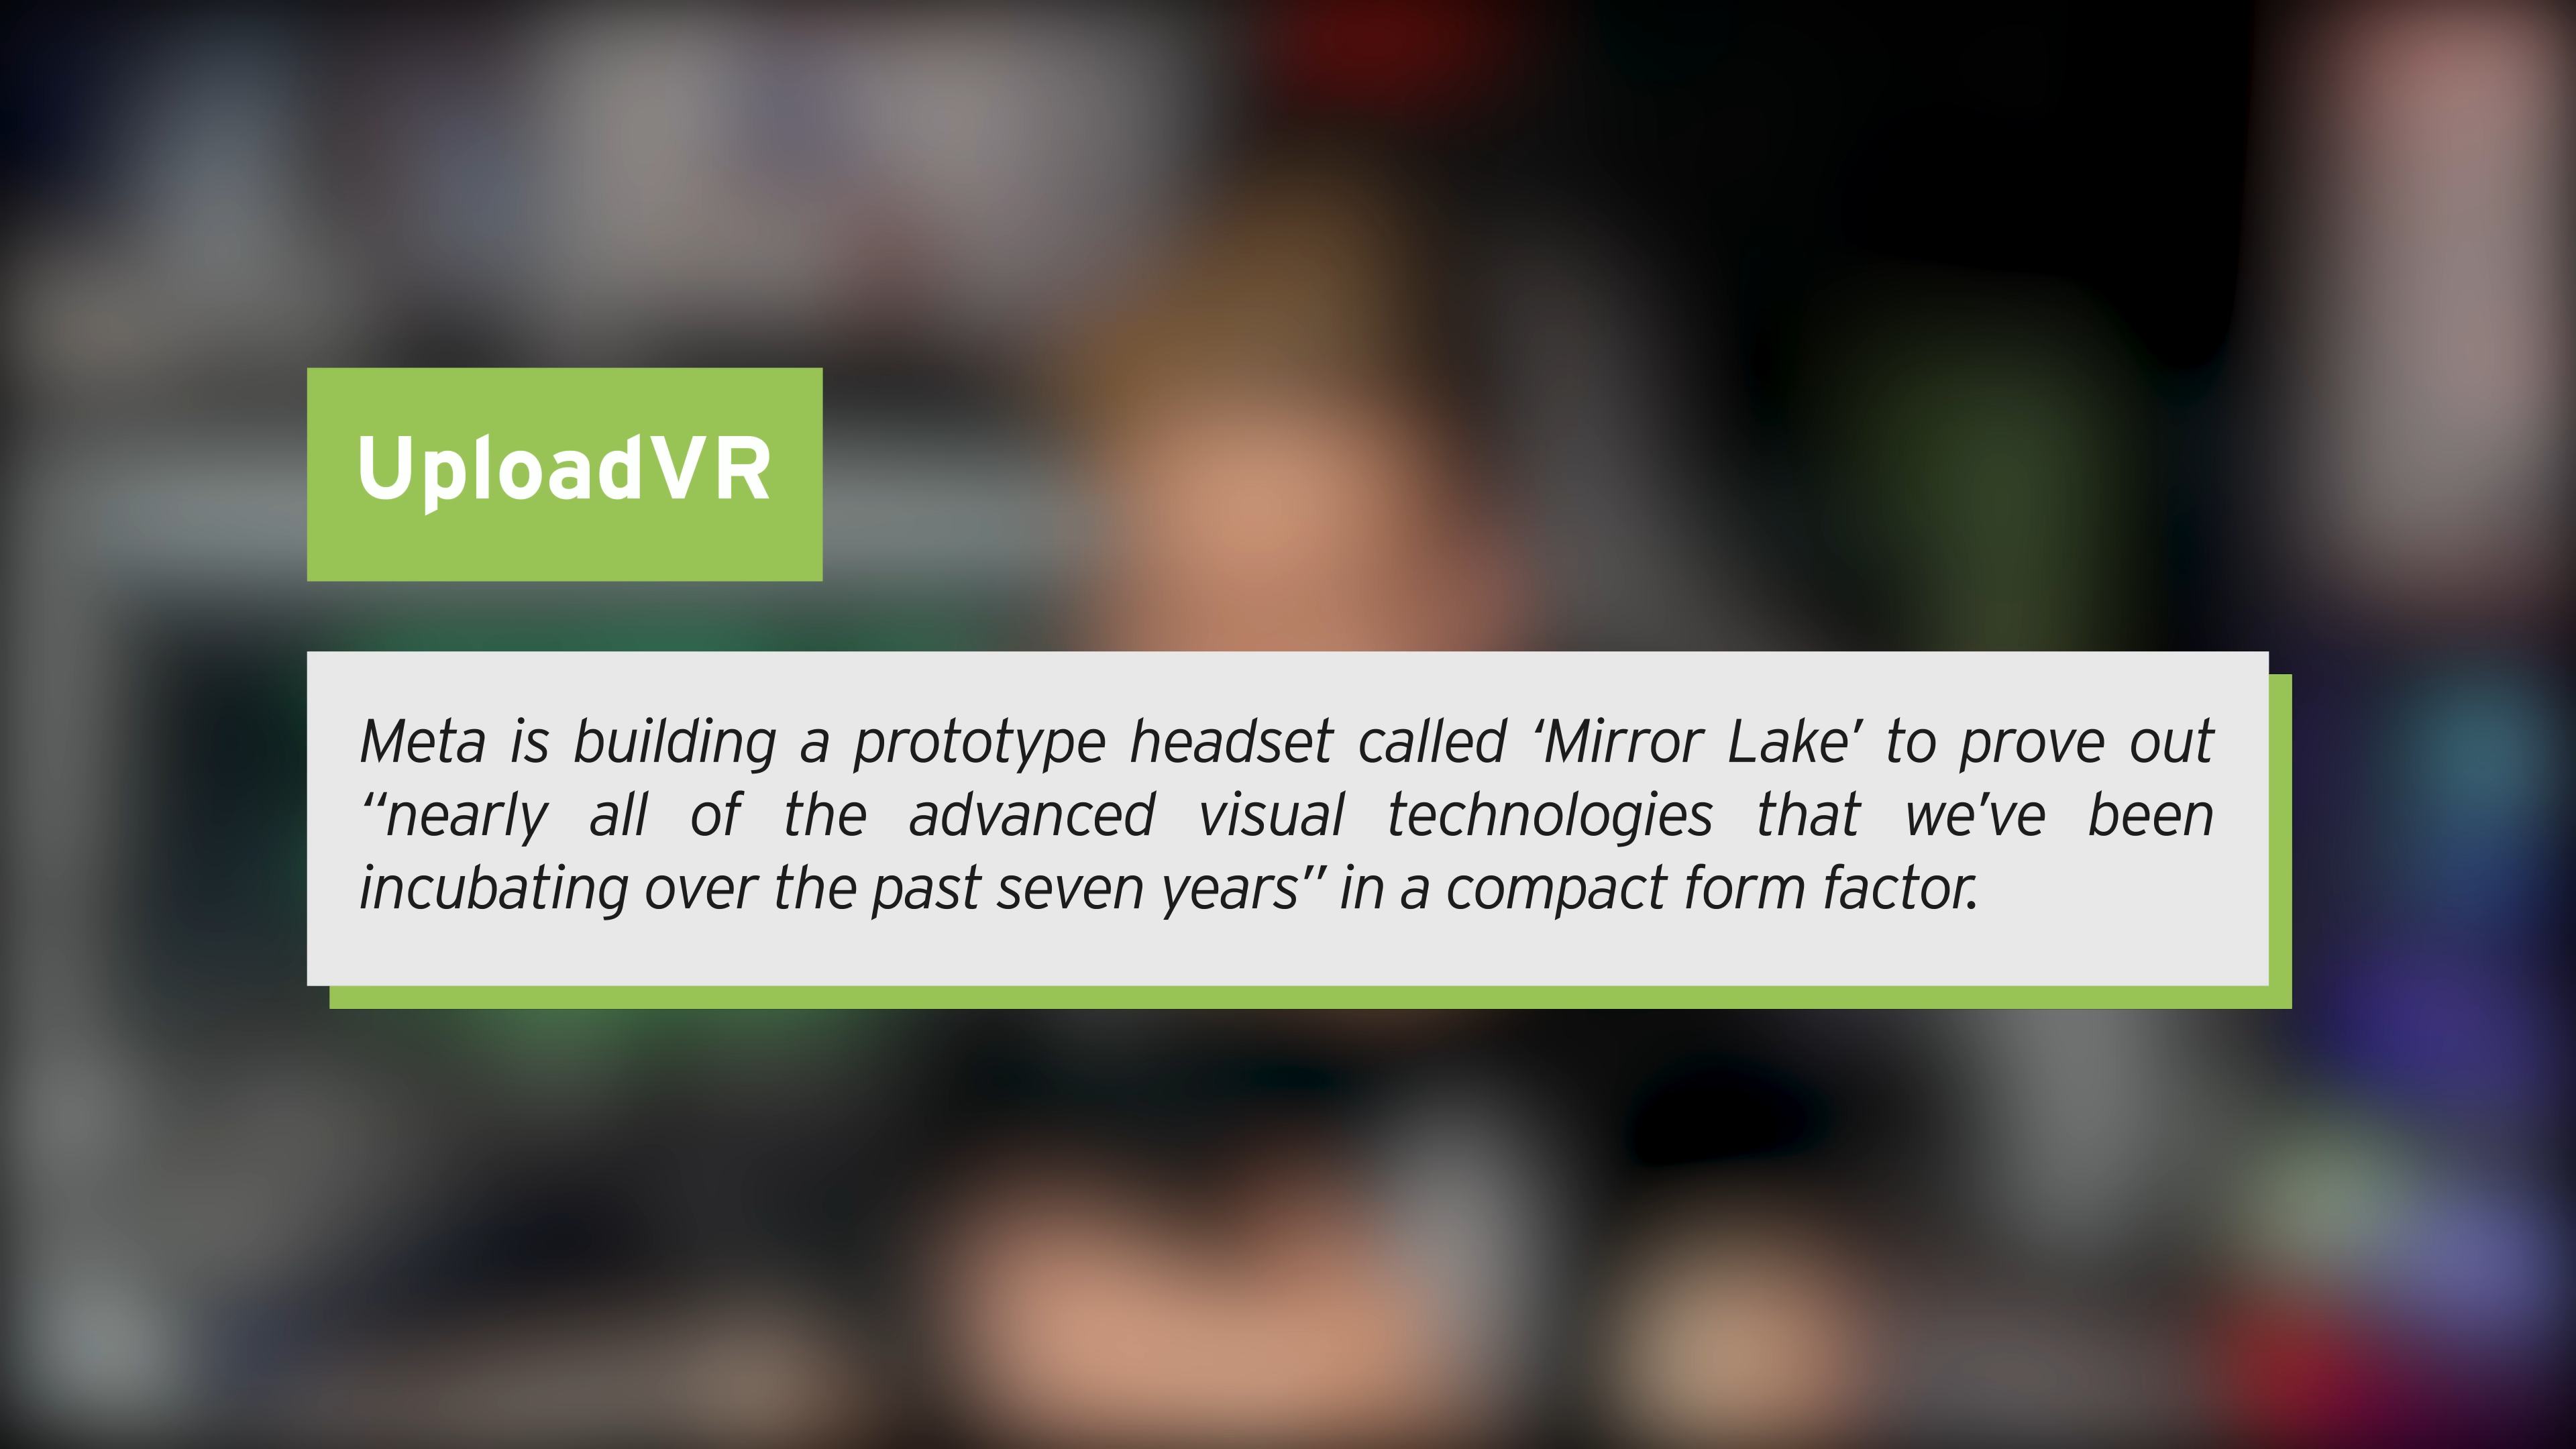 UploadVR
Meta is building a prototype headset called ‘Mirror Lake’ to prove out
“nearly all of the advanced visual technologies that we’ve been
incubating over the past seven years” in a compact form factor.